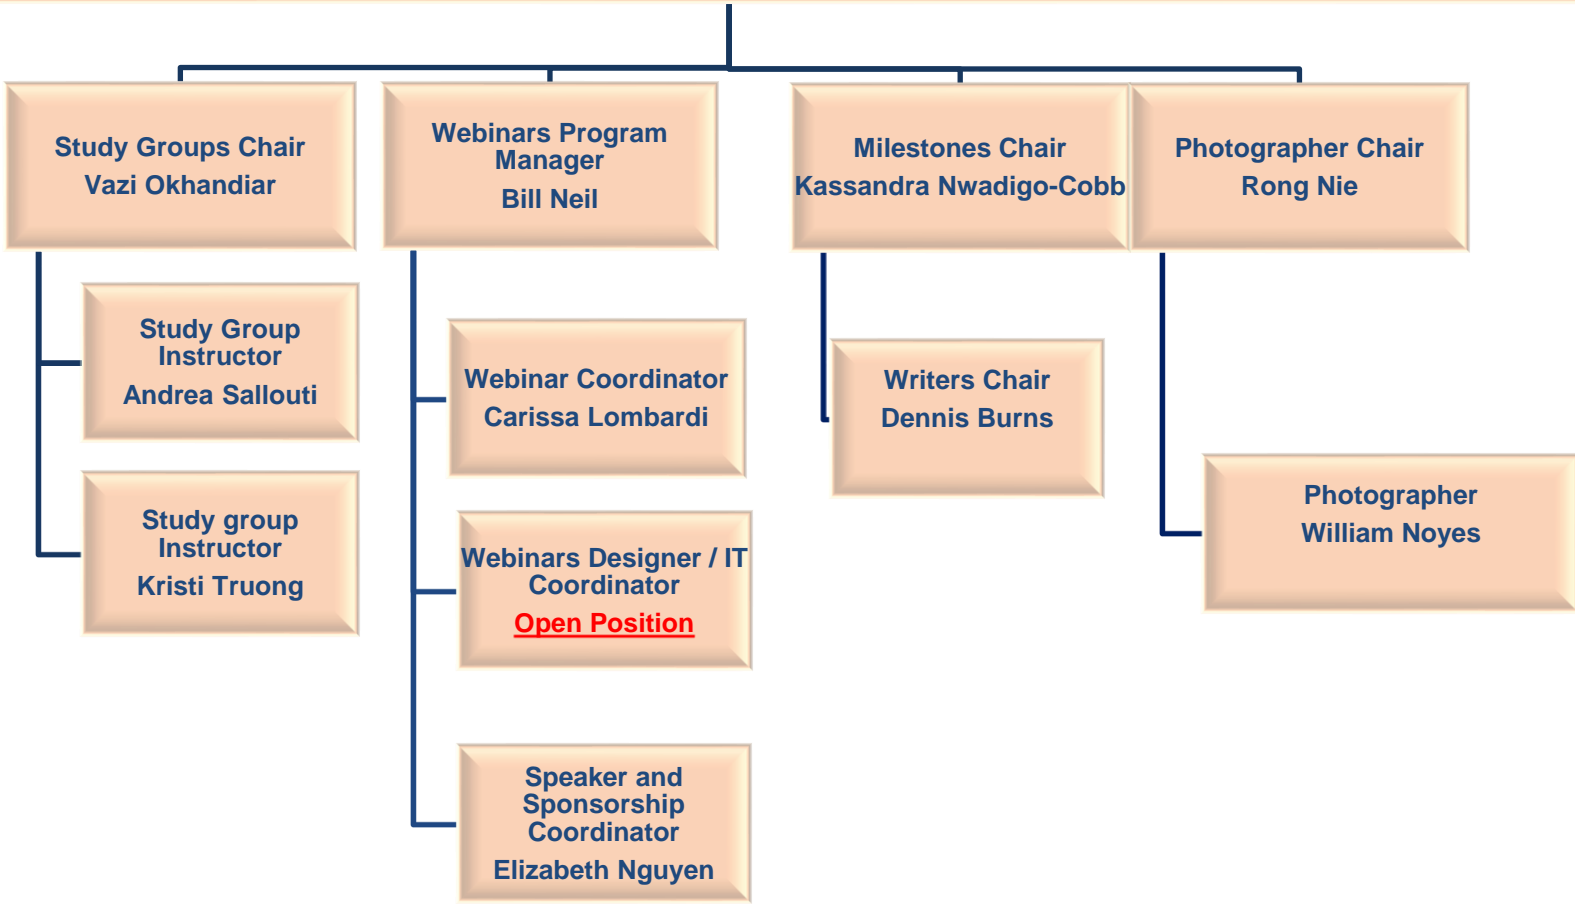 Study Groups Chair
Vazi Okhandiar
Webinars Program
Manager
Bill Neil
Milestones Chair
Kassandra Nwadigo-Cobb
Photographer Chair
Rong Nie
Study Group
Instructor
Andrea Sallouti
Study group
Instructor
Kristi Truong
Webinar Coordinator
Carissa Lombardi
Webinars Designer / IT
Coordinator
Open Position
Speaker and
Sponsorship
Coordinator
Elizabeth Nguyen
Writers Chair
Dennis Burns
Photographer
William Noyes